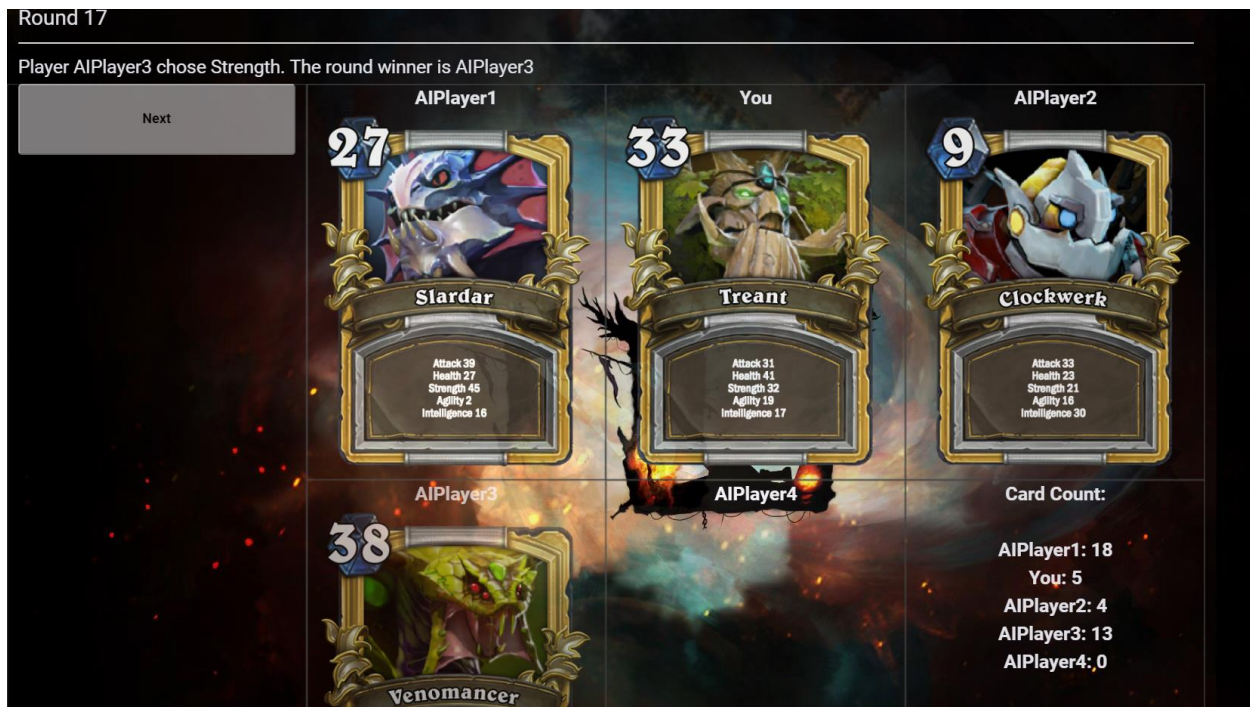 Round 17
Player AIPlayer3 chose Strength. The round winner is AIPlayer3
Next
AIPlayer1
27
Slardar
Attack 39
Health 27
Strength 45
Agility 2
Intelligence 16
You
33
Treant
Attack 31
Health 41
Strength 32
Agility 19
Intelligence 17
AIPlayer2
9
Clockwerk
Attack 33
Health 23
Strength 21
Agility 16
Intelligence 30
AIPlayer3
38
Venomancer
AIPlayer4
Card Count:
AIPlayer1: 18
You: 5
AIPlayer2: 4
AIPlayer3: 13
AIPlayer4: 0